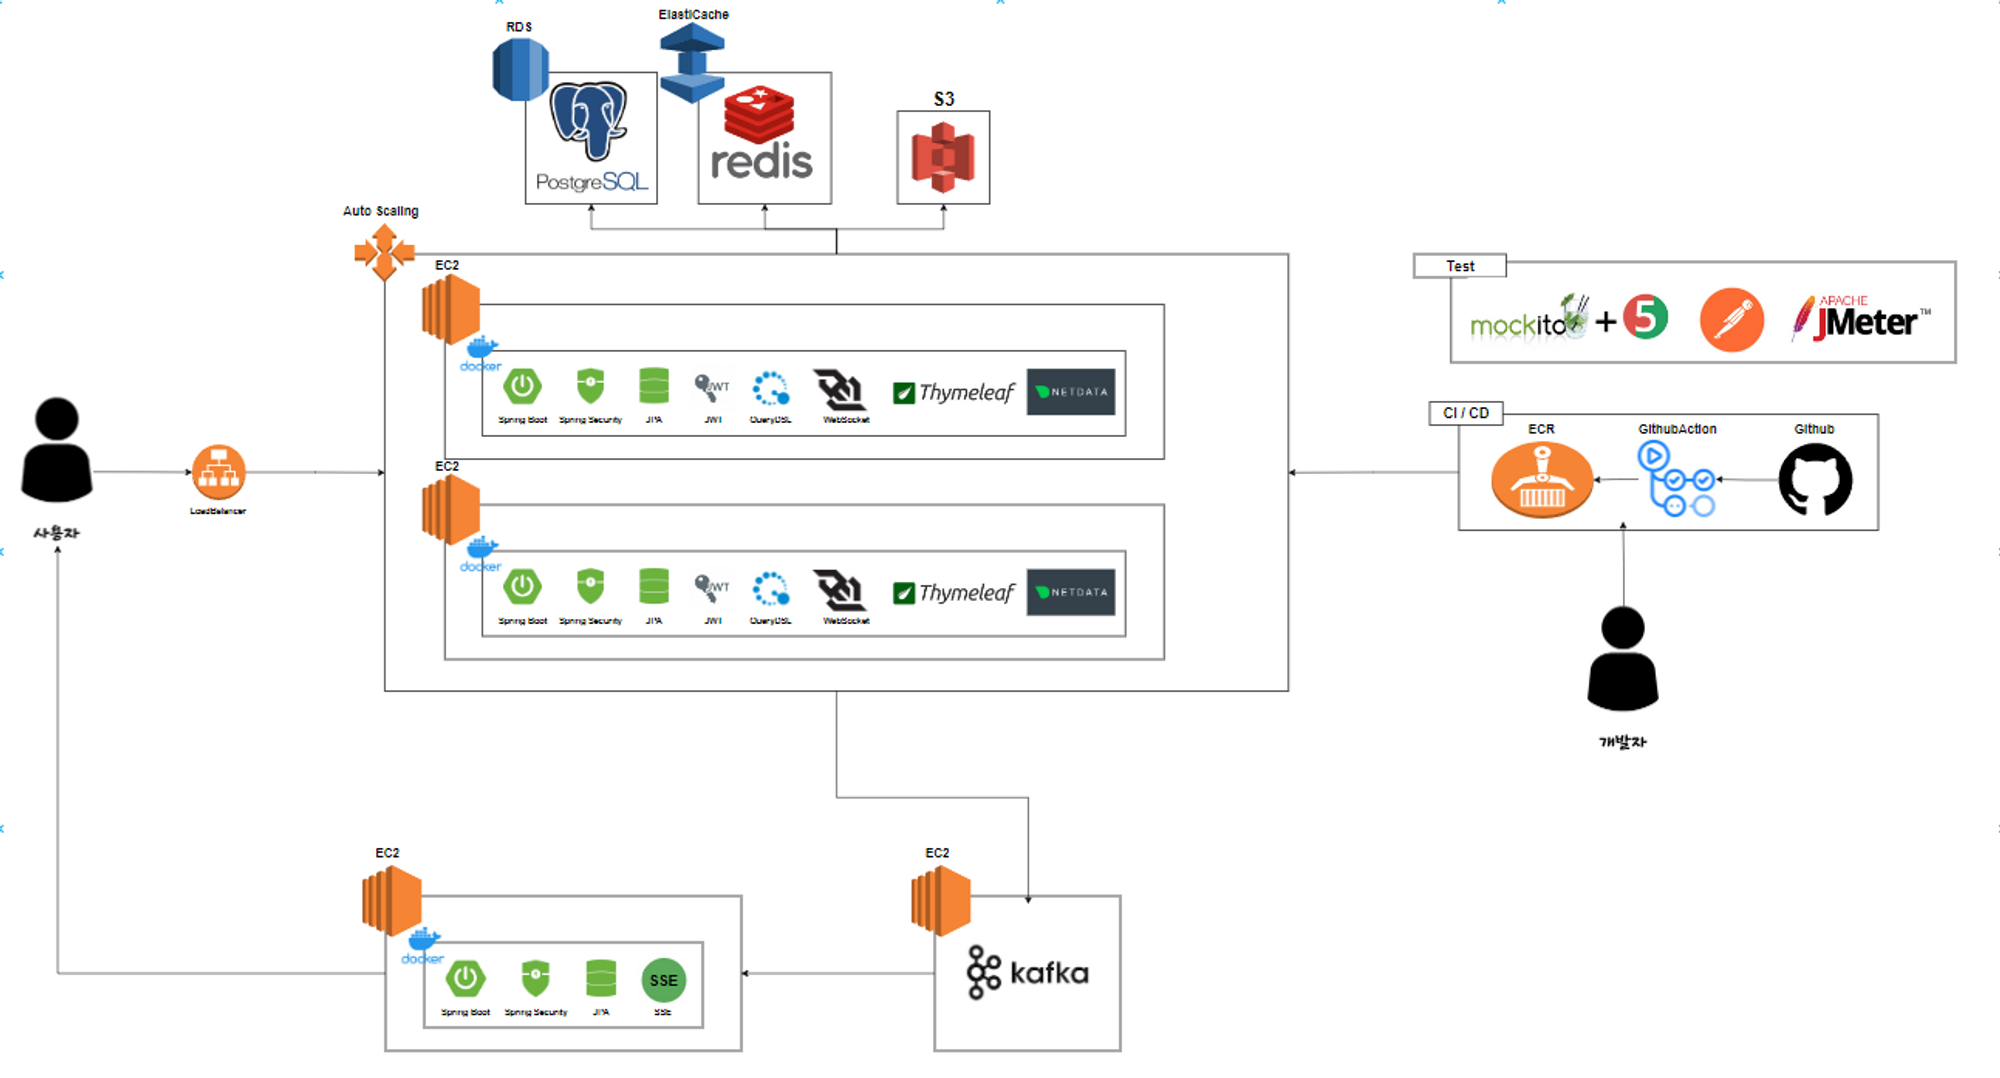 RDS
ElastiCache
PostgreSQL
redis
S3
Auto Scaling
EC2
docker
Spring Boot
Spring Security
JPA
JWT
JWT
QueryDSL
WebSocket
Thymeleaf
NETDATA
EC2
docker
Spring Boot
Spring Security
JPA
JWT
JWT
QueryDSL
WebSocket
Thymeleaf
NETDATA
사용자
LoadBalancer
Test
mockito
+
5
APACHE
JMeter™
CI / CD
ECR
GithubAction
Github
개발자
EC2
docker
Spring Boot
Spring Security
JPA
SSE
SSE
EC2
kafka